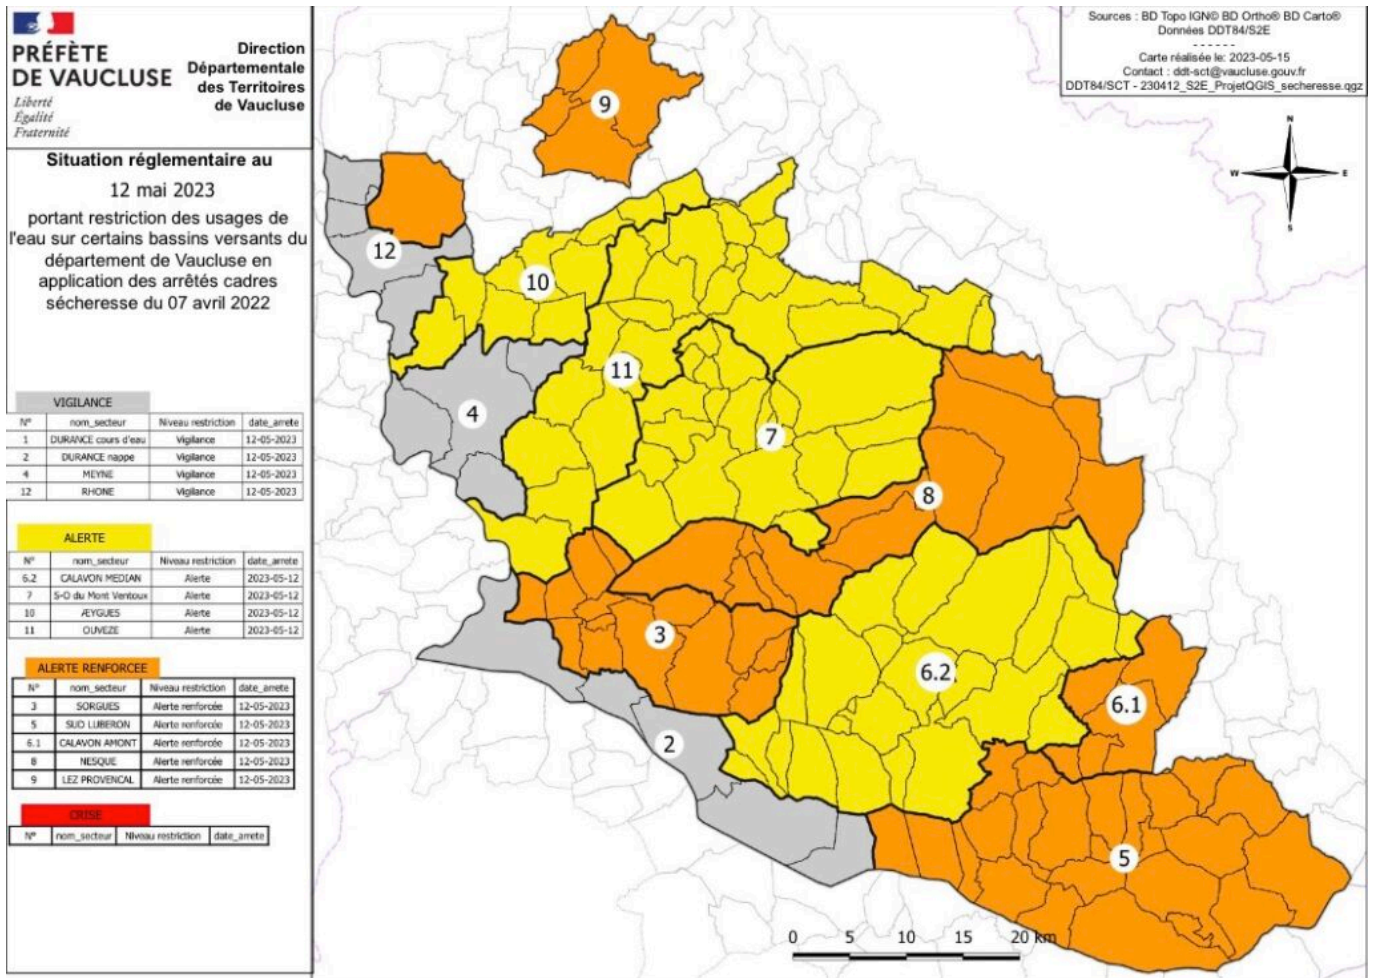 PRÉFÈTE
DE VAUCLUSE
Liberté
Égalité
Fraternité
Direction
Départementale
des Territoires
de Vaucluse
Situation réglementaire au
12 mai 2023
portant restriction des usages de
l'eau sur certains bassins versants du
département de Vaucluse en
application des arrêtés cadres
sécheresse du 07 avril 2022
VIGILANCE
N° nom_secteur Niveau restriction date_arrete
1 DURANCE cours d'eau Vigilance 12-05-2023
2 DURANCE nappe Vigilance 12-05-2023
4 MEYNE Vigilance 12-05-2023
12 RHONE Vigilance 12-05-2023
ALERTE
N° nom_secteur Niveau restriction date_arrete
6.2 CALAVON MEDIAN Alerte 2023-05-12
7 S-O du Mont Ventoux Alerte 2023-05-12
10 ÆYGUES Alerte 2023-05-12
11 OUVEZE Alerte 2023-05-12
ALERTE RENFORCEE
N° nom_secteur Niveau restriction date_arrete
3 SORGUES Alerte renforcée 12-05-2023
5 SUD LUBERON Alerte renforcée 12-05-2023
6.1 CALAVON AMONT Alerte renforcée 12-05-2023
8 NESQUE Alerte renforcée 12-05-2023
9 LEZ PROVENCAL Alerte renforcée 12-05-2023
CRISE
N° nom_secteur Niveau restriction date_arrete
Sources : BD Topo IGN© BD Ortho® BD Carto®
Données DDT84/S2E
- - - - - -
Carte réalisée le: 2023-05-15
Contact : ddt-sct@vaucluse.gouv.fr
DDT84/SCT - 230412_S2E_ProjetQGIS_secheresse.qgz
N
W E
S
9
12
10
11
4
7
8
3
6.2
6.1
2
5
0 5 10 15 20 km